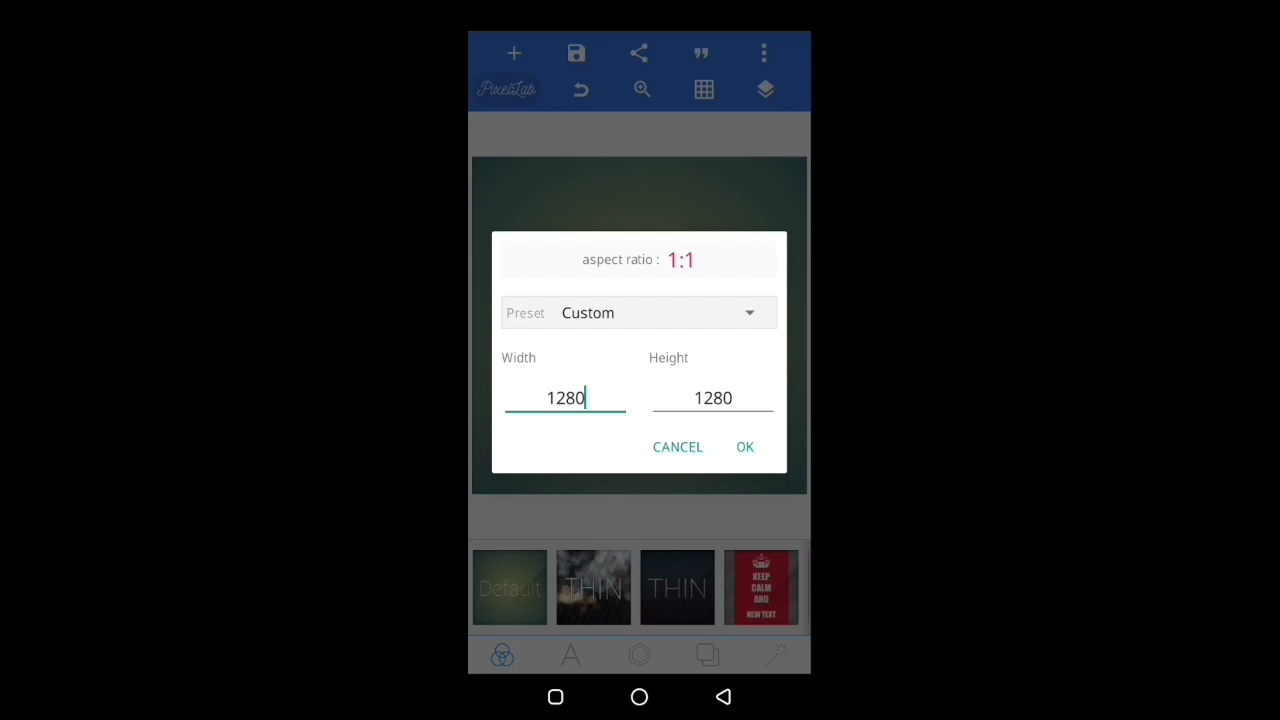 PixelLab
aspect ratio : 1:1
Preset Custom
Width Height
1280 1280
CANCEL OK
Default THIN THIN KEEP
CALM
AND
NEW TEXT
A